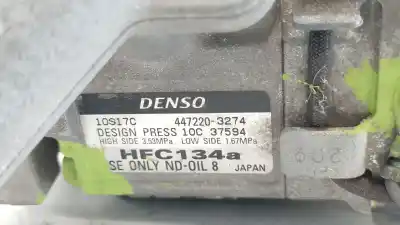 DENSO
10S17C 447220-3274
DESIGN PRESS 10C 37594
HIGH SIDE 3.53MPa LOW SIDE 1.67MPa
HFC134a
SE ONLY ND-OIL 8 JAPAN